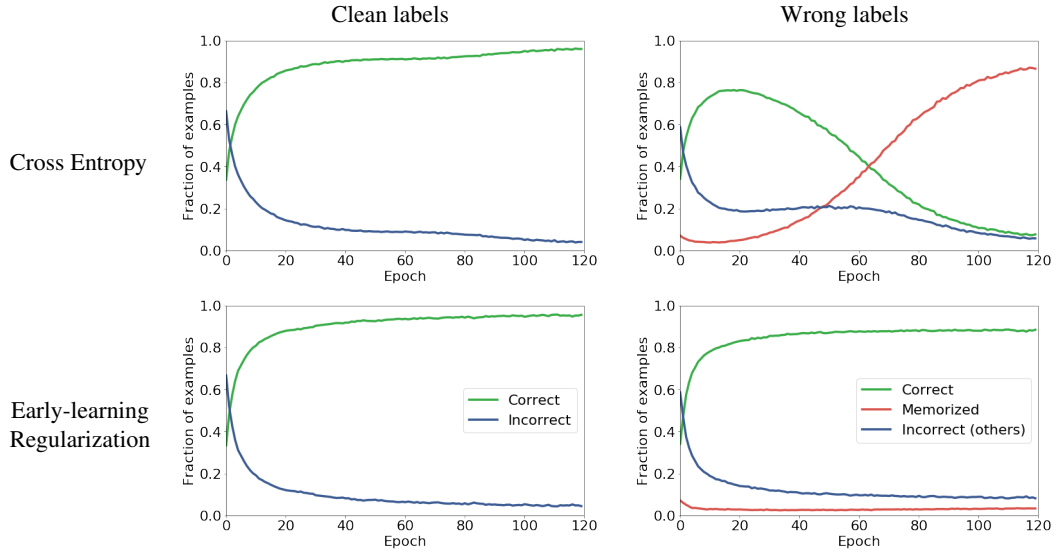 Clean labels
Wrong labels
Cross Entropy
Fraction of examples
1.0
0.8
0.6
0.4
0.2
0.0
0 20 40 60 80 100 120
Epoch
Fraction of examples
1.0
0.8
0.6
0.4
0.2
0.0
0 20 40 60 80 100 120
Epoch
Early-learning
Regularization
Fraction of examples
1.0
0.8
0.6
0.4
0.2
0.0
0 20 40 60 80 100 120
Epoch
Correct
Incorrect
Fraction of examples
1.0
0.8
0.6
0.4
0.2
0.0
0 20 40 60 80 100 120
Epoch
Correct
Memorized
Incorrect (others)